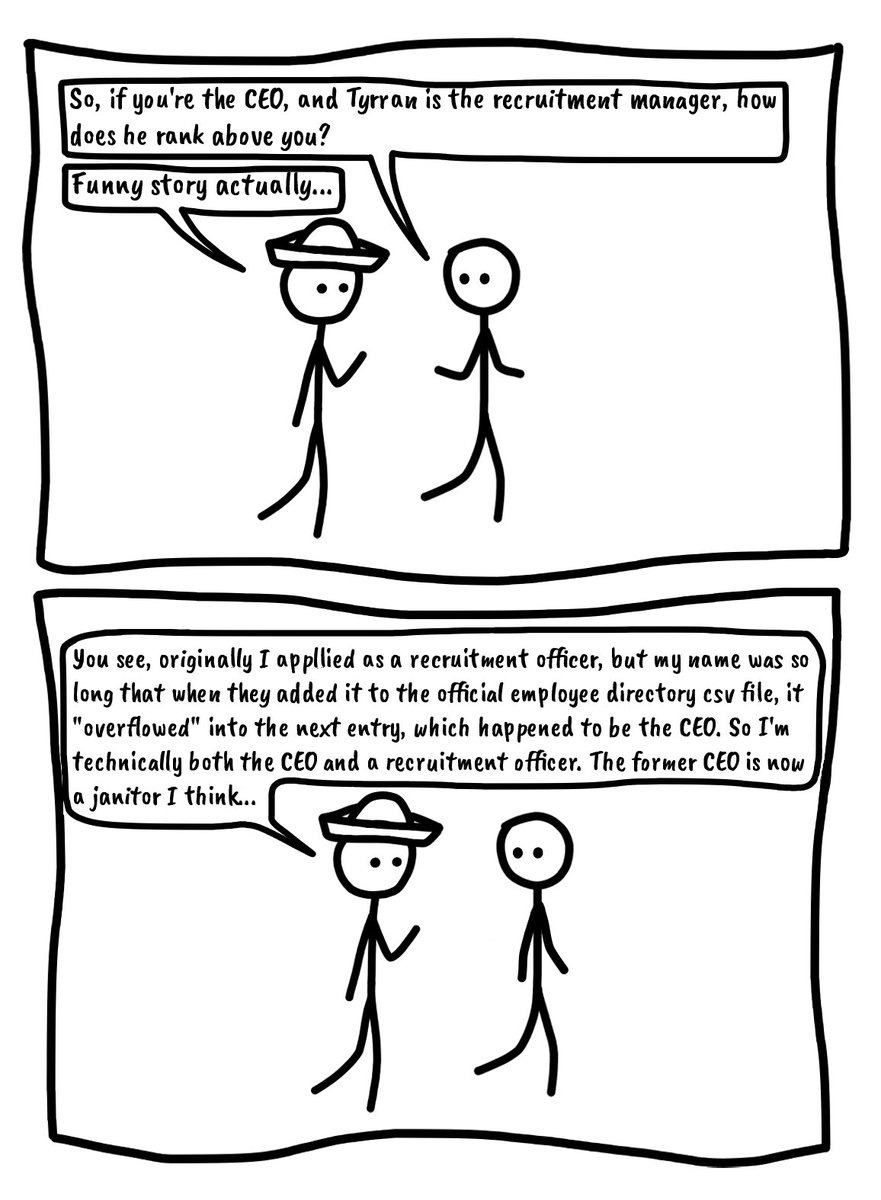 So, if you're the CEO, and Tyrran is the recruitment manager, how
does he rank above you?
Funny story actually...
You see, originally I appllied as a recruitment officer, but my name was so
long that when they added it to the official employee directory csv file, it
"overflowed" into the next entry, which happened to be the CEO. So I'm
technically both the CEO and a recruitment officer. The former CEO is now
a janitor I think...